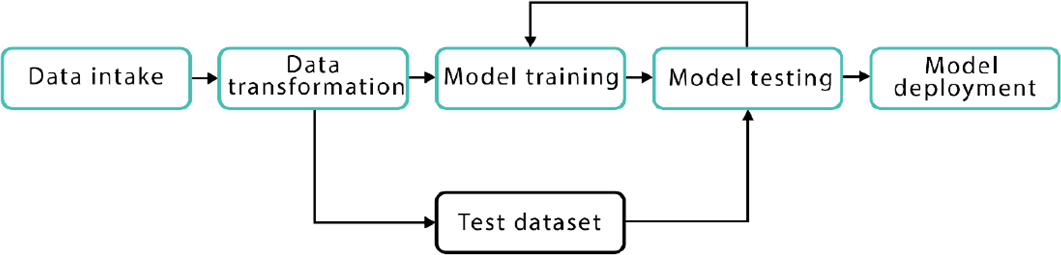 Data intake
Data
transformation
Model training
Model testing
Model
deployment
Test dataset